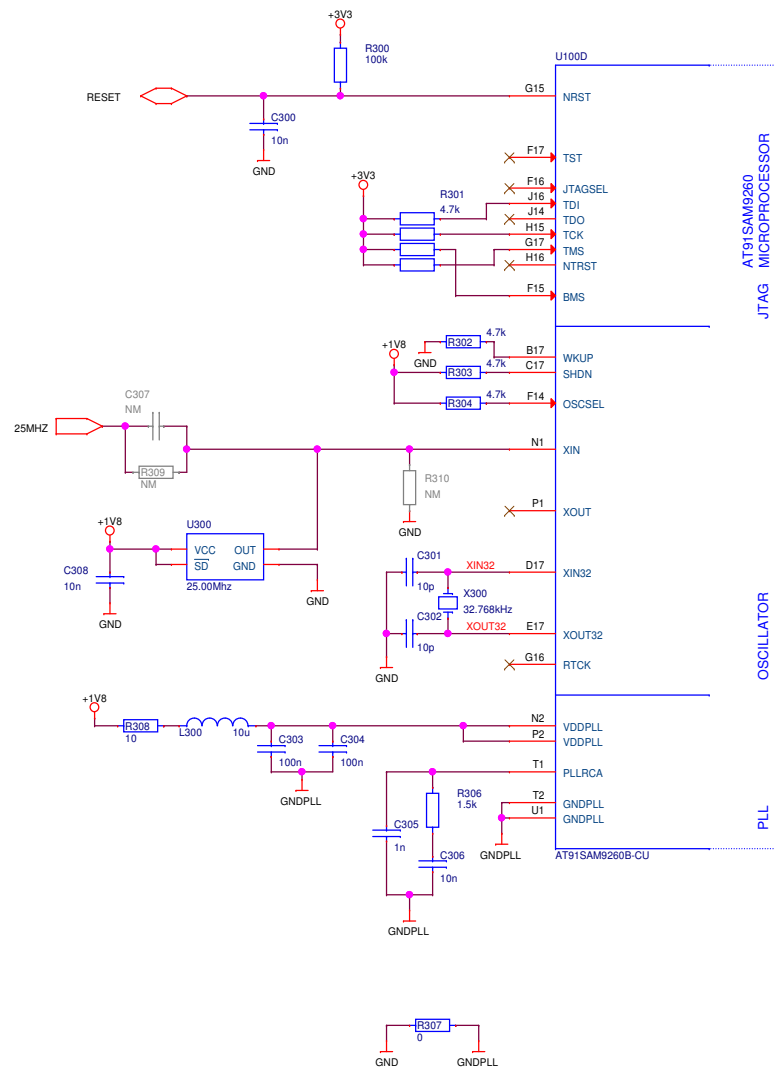 +3V3
R300
100k
U100D
RESET
G15
NRST
C300
10n
GND
F17
TST
+3V3
F16
JTAGSEL
R301
4.7k
J16
TDI
J14
TDO
H15
TCK
G17
TMS
H16
NTRST
F15
BMS
JTAG
AT91SAM9260
MICROPROCESSOR
+1V8
GND
R302
4.7k
B17
WKUP
R303
4.7k
C17
SHDN
R304
4.7k
F14
OSCSEL
C307
NM
25MHZ
R309
NM
N1
XIN
R310
NM
GND
P1
XOUT
+1V8
U300
VCC
OUT
SD
GND
25.00Mhz
C308
10n
GND
GND
C301
10p
XIN32
D17
XIN32
X300
32.768kHz
C302
10p
XOUT32
E17
XOUT32
GND
G16
RTCK
OSCILLATOR
+1V8
R308
10
L300
10u
N2
VDDPLL
P2
VDDPLL
C303
100n
C304
100n
GNDPLL
T1
PLLRCA
R306
1.5k
C305
1n
C306
10n
T2
GNDPLL
U1
GNDPLL
GNDPLL
PLL
AT91SAM9260B-CU
GNDPLL
R307
0
GND
GNDPLL